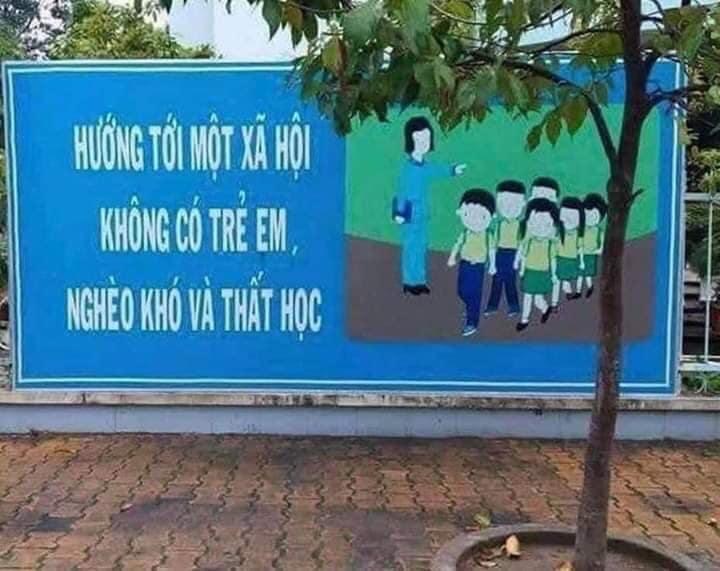 HƯỚNG TỚI MỘT XÃ HỘI
KHÔNG CÓ TRẺ EM,
NGHÈO KHÓ VÀ THẤT HỌC